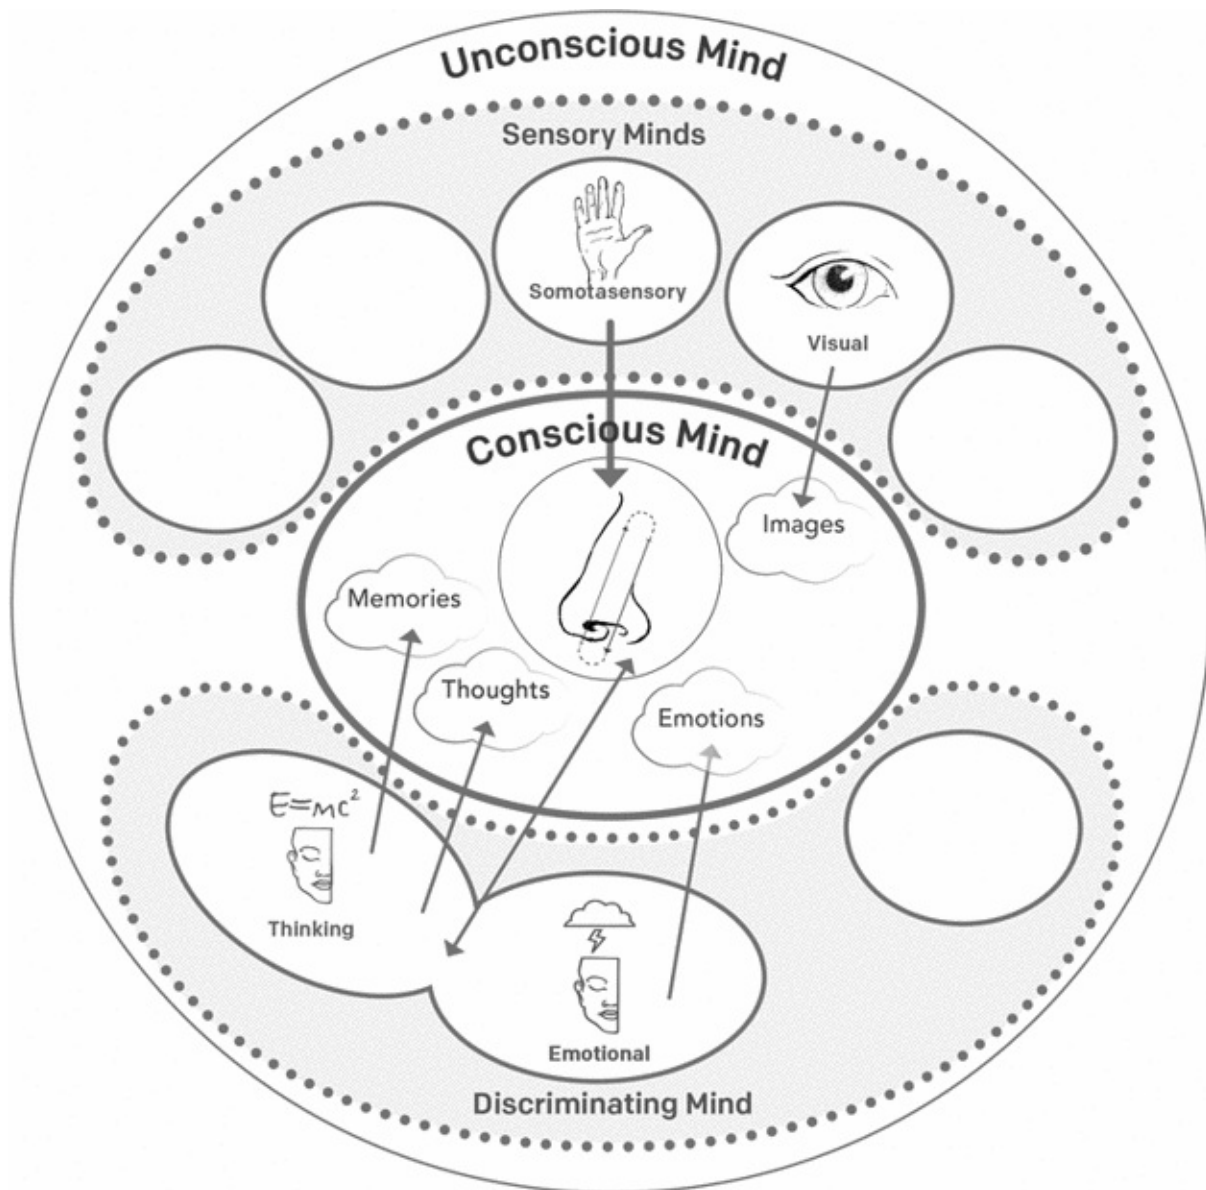 Unconscious Mind
Sensory Minds
Somotasensory
Visual
Conscious Mind
Images
Memories
Thoughts
Emotions
E=mc²
Thinking
Emotional
Discriminating Mind